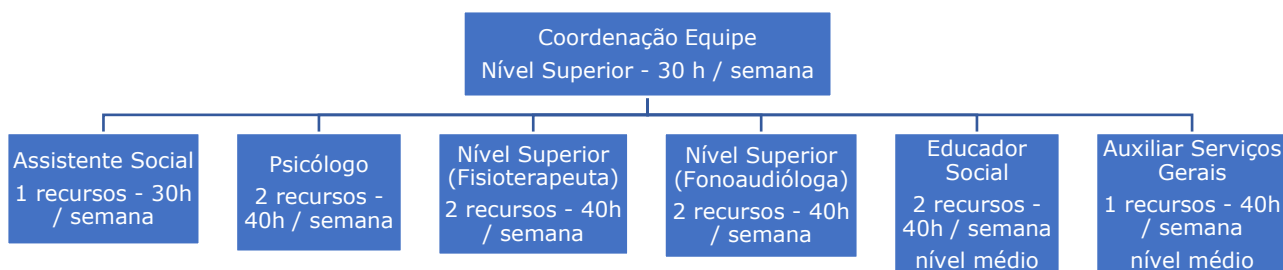 Coordenação Equipe
Nível Superior - 30 h / semana
Assistente Social
1 recursos - 30h
/ semana
Psicólogo
2 recursos -
40h / semana
Nível Superior
(Fisioterapeuta)
2 recursos - 40h
/ semana
Nível Superior
(Fonoaudióloga)
2 recursos - 40h
/ semana
Educador
Social
2 recursos -
40h / semana
nível médio
Auxiliar Serviços
Gerais
1 recursos - 40h
/ semana
nível médio